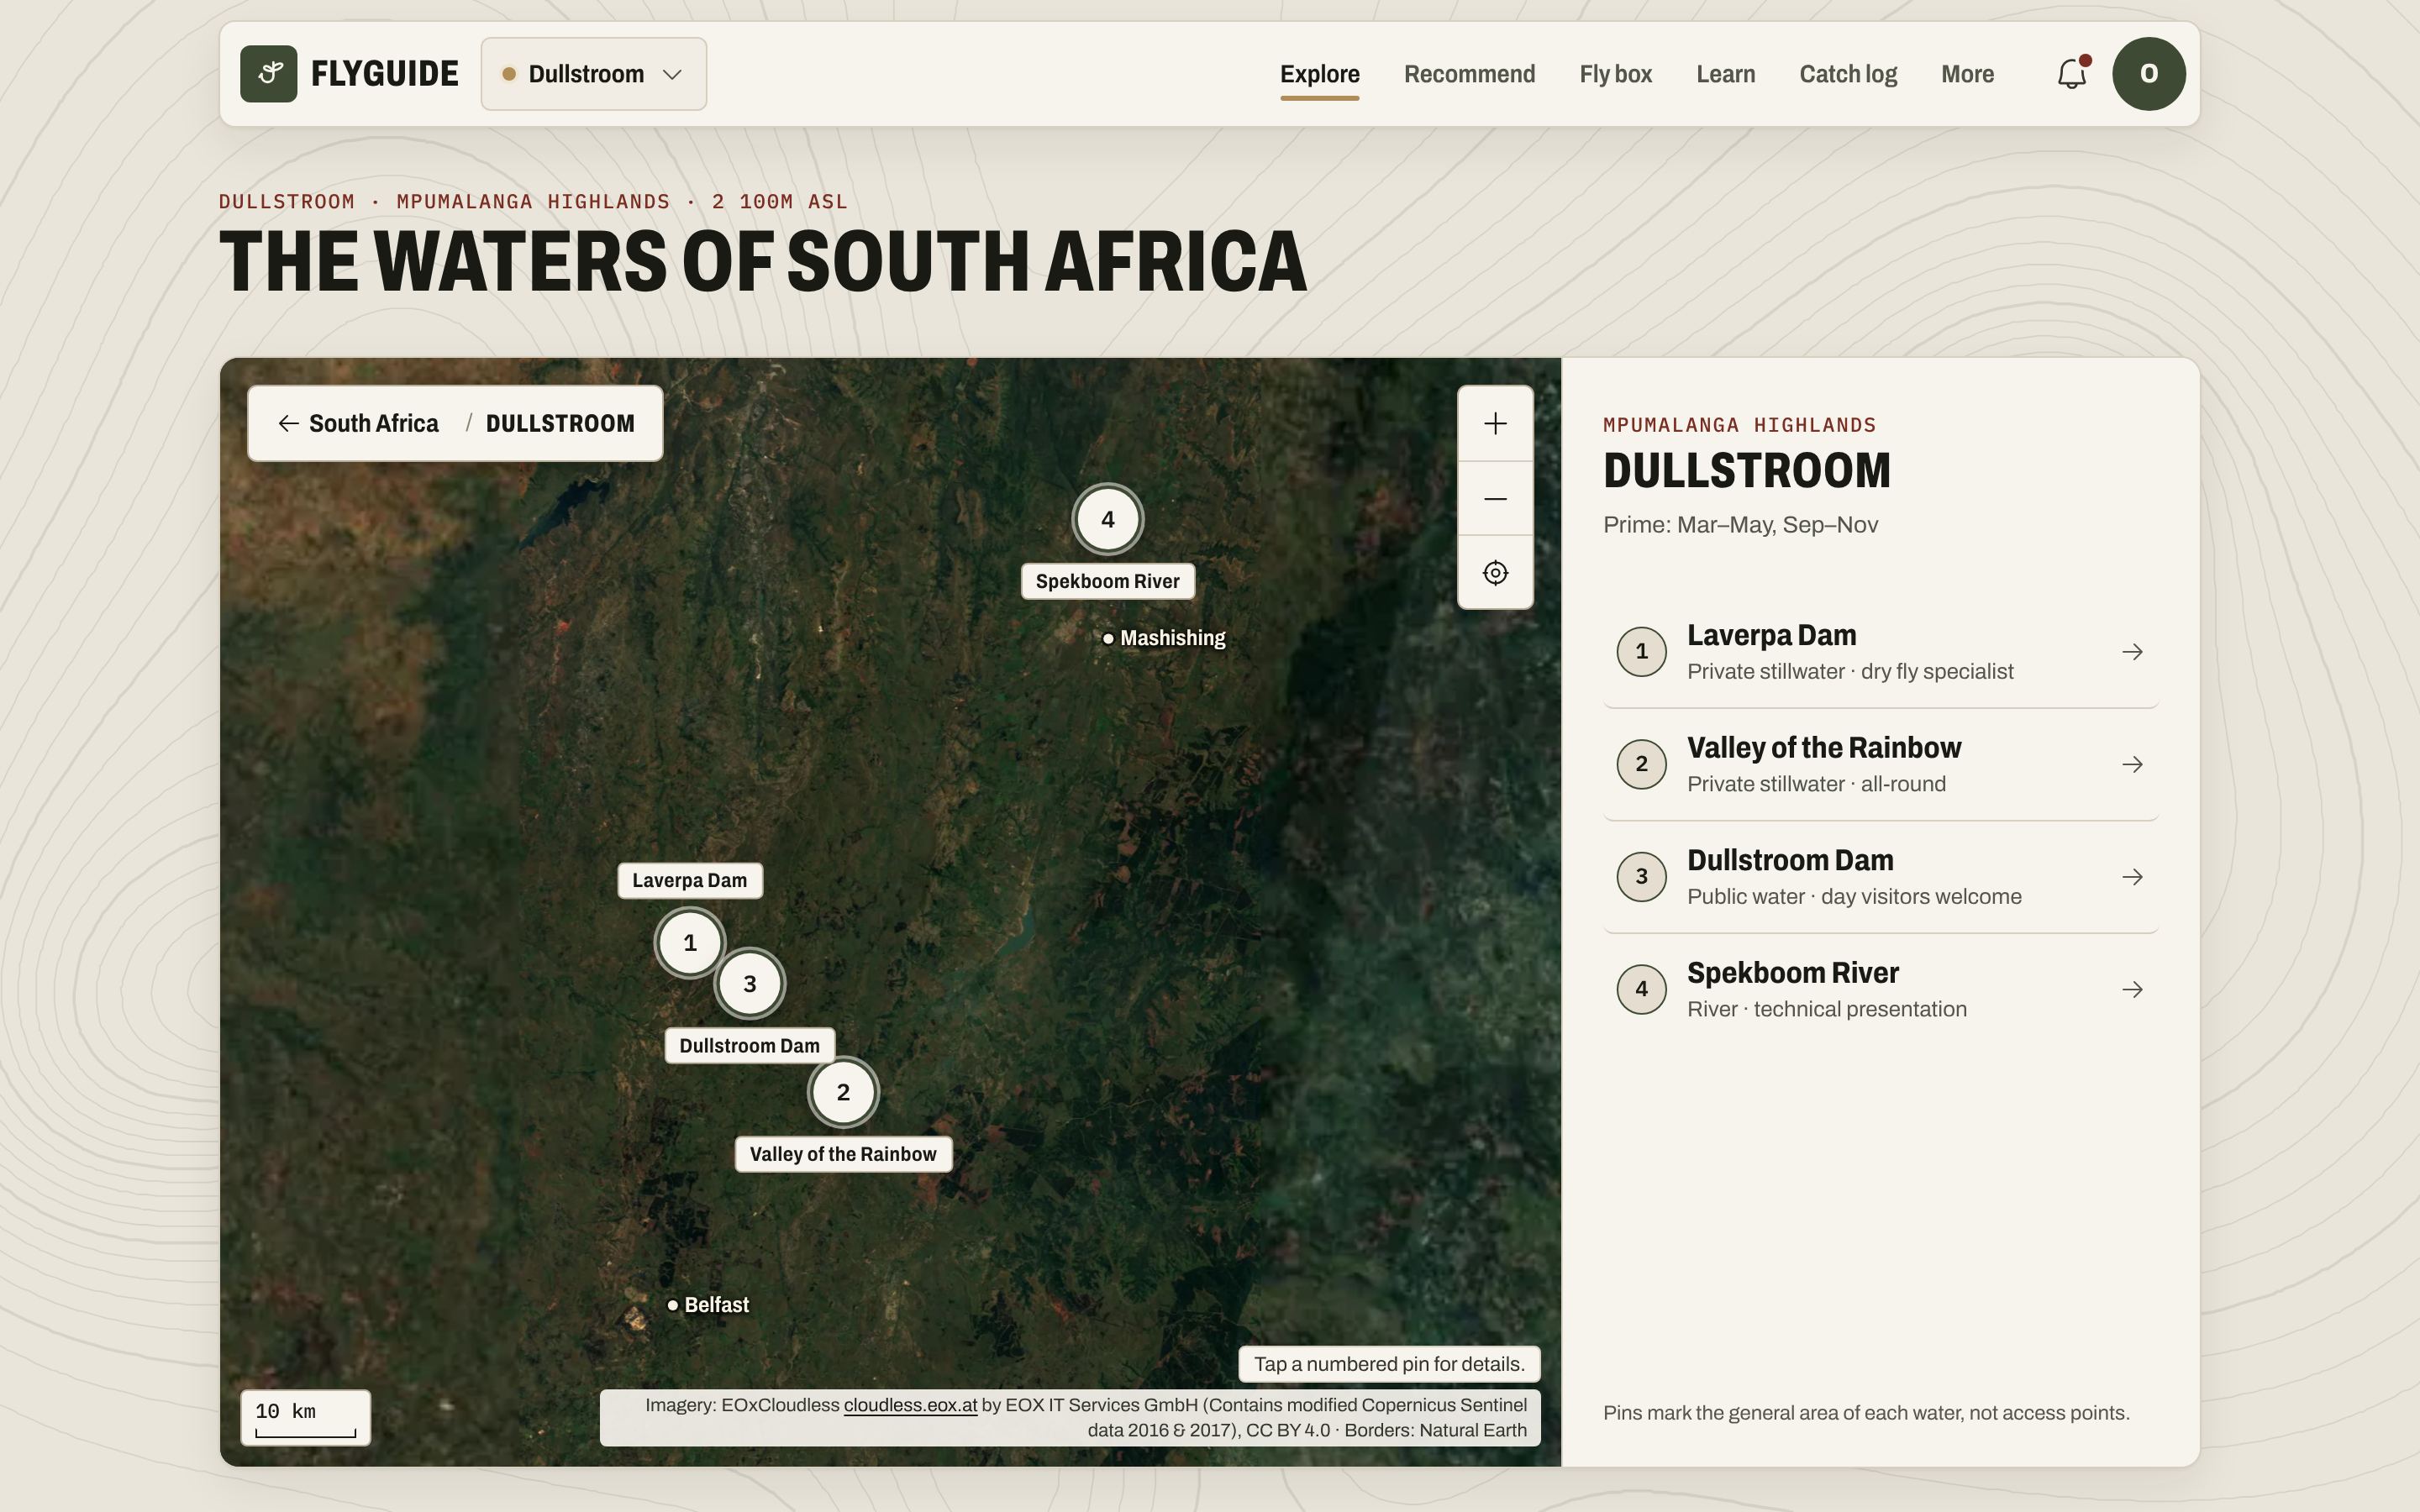 FLYGUIDE
Dullstroom
Explore
Recommend
Fly box
Learn
Catch log
More
O
DULLSTROOM · MPUMALANGA HIGHLANDS · 2 100M ASL
THE WATERS OF SOUTH AFRICA
← South Africa / DULLSTROOM
4
Spekboom River
Mashishing
Laverpa Dam
1
3
Dullstroom Dam
2
Valley of the Rainbow
Belfast
Tap a numbered pin for details.
10 km
Imagery: EOxCloudless cloudless.eox.at by EOX IT Services GmbH (Contains modified Copernicus Sentinel
data 2016 & 2017), CC BY 4.0 · Borders: Natural Earth
MPUMALANGA HIGHLANDS
DULLSTROOM
Prime: Mar–May, Sep–Nov
1
Laverpa Dam
Private stillwater · dry fly specialist
2
Valley of the Rainbow
Private stillwater · all-round
3
Dullstroom Dam
Public water · day visitors welcome
4
Spekboom River
River · technical presentation
Pins mark the general area of each water, not access points.